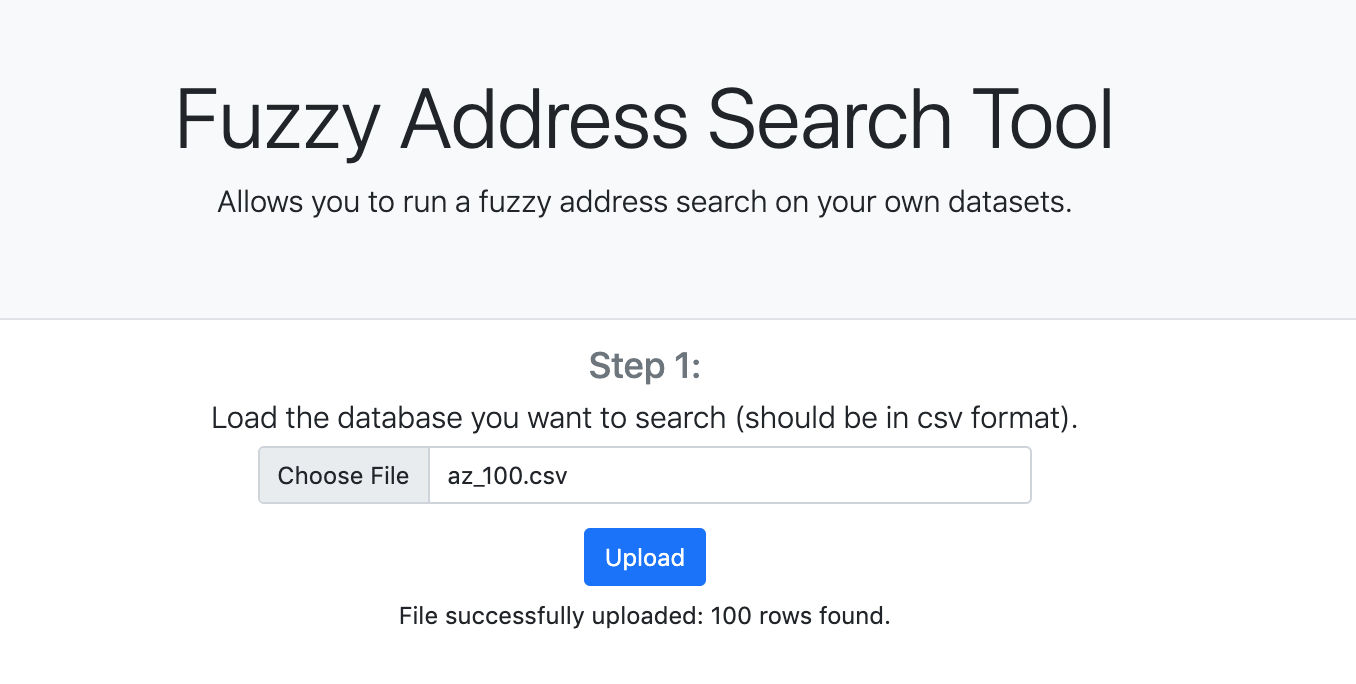 Fuzzy Address Search Tool
Allows you to run a fuzzy address search on your own datasets.
Step 1:
Load the database you want to search (should be in csv format).
Choose File az_100.csv
Upload
File successfully uploaded: 100 rows found.